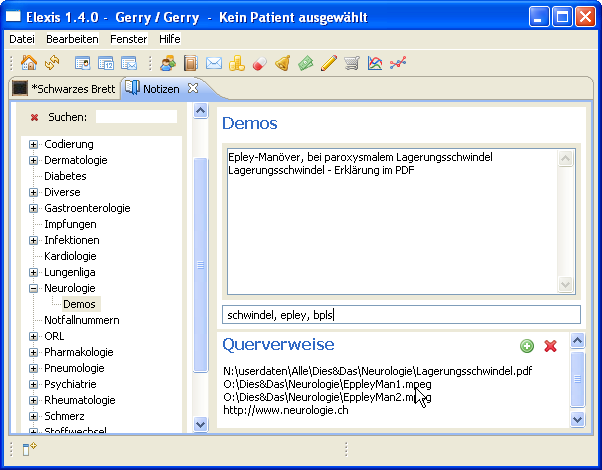 Elexis 1.4.0 - Gerry / Gerry - Kein Patient ausgewählt
Datei Bearbeiten Fenster Hilfe
*Schwarzes Brett Notizen
Suchen:
Codierung
Dermatologie
Diabetes
Diverse
Gastroenterologie
Impfungen
Infektionen
Kardiologie
Lungenliga
Neurologie
Demos
Notfallnummern
ORL
Pharmakologie
Pneumologie
Psychiatrie
Rheumatologie
Schmerz
Stoffwechsel
Demos
Epley-Manöver, bei paroxysmalem Lagerungsschwindel
Lagerungsschwindel - Erklärung im PDF
schwindel, epley, bpls
Querverweise
N:\userdaten\Alle\Dies&Das\Neurologie\Lagerungsschwindel.pdf
O:\Dies&Das\Neurologie\EppleyMan1.mpeg
O:\Dies&Das\Neurologie\EppleyMan2.mpeg
http://www.neurologie.ch